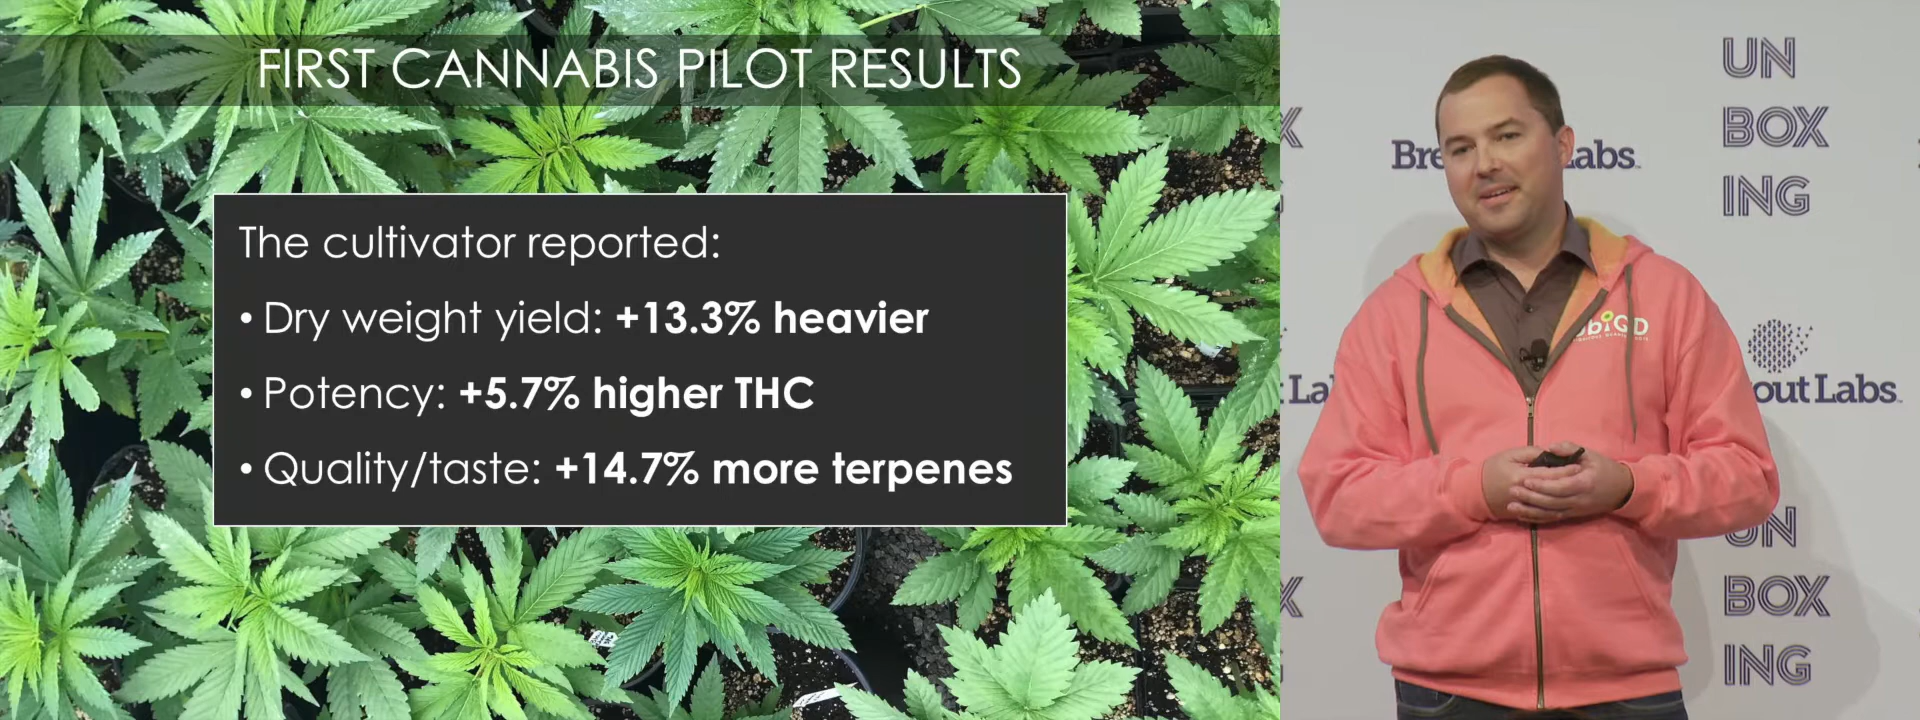 FIRST CANNABIS PILOT RESULTS
The cultivator reported:
• Dry weight yield: +13.3% heavier
• Potency: +5.7% higher THC
• Quality/taste: +14.7% more terpenes
UN
BOX
ING
Labs
out Labs
UN
BOX
ING